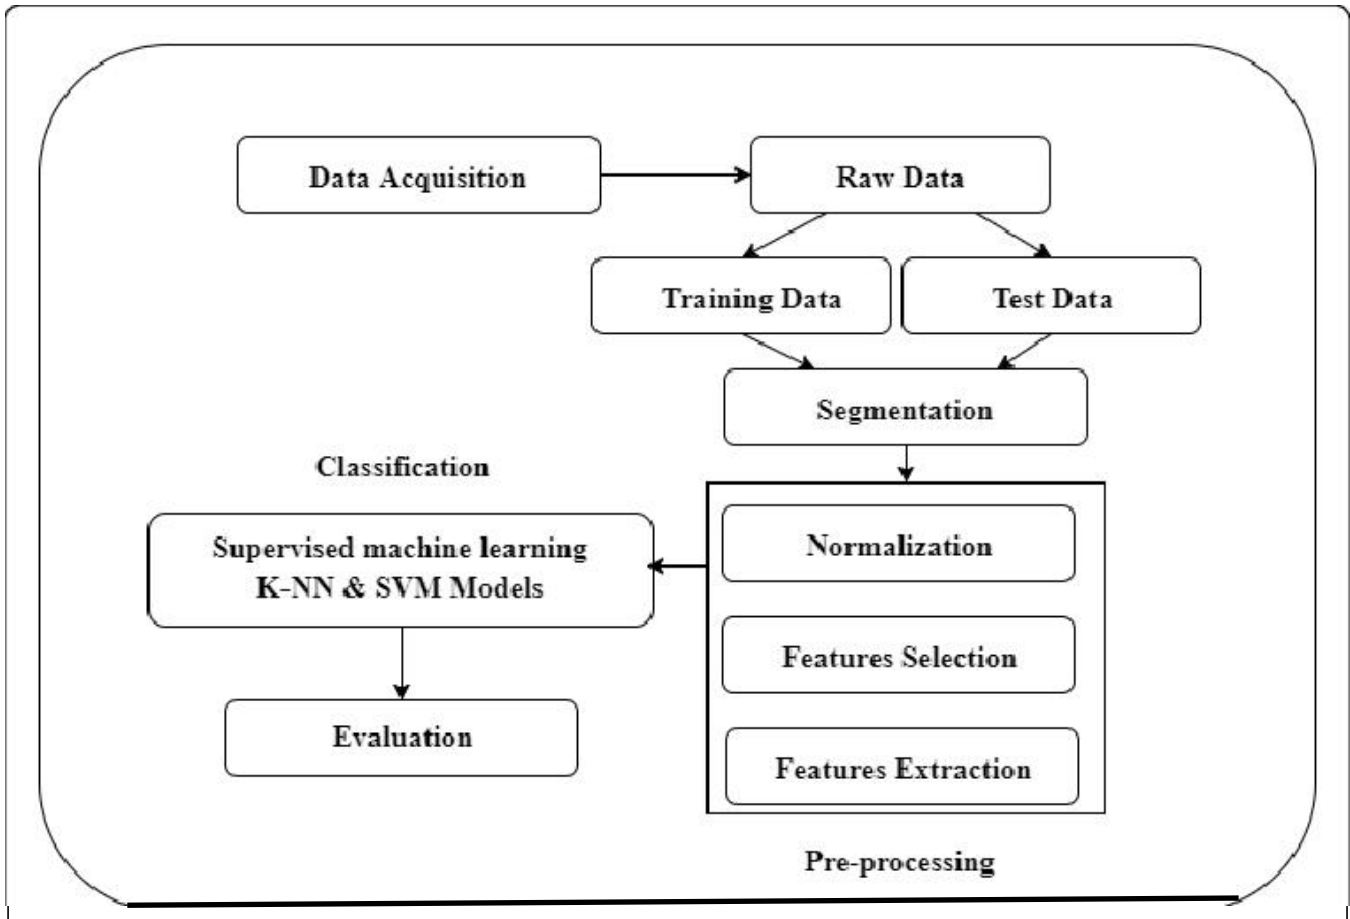 Data Acquisition
Raw Data
Training Data
Test Data
Segmentation
Classification
Supervised machine learning
K-NN & SVM Models
Evaluation
Normalization
Features Selection
Features Extraction
Pre-processing